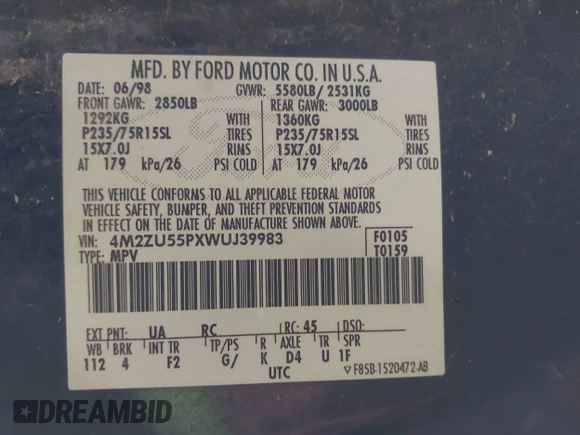 MFD. BY FORD MOTOR CO. IN U.S.A.
DATE: 06/98 GVWR: 5580LB/ 2531KG
FRONT GAWR: 2850LB REAR GAWR: 3000LB
1292KG WITH 1360KG WITH
P235/75R15SL TIRES P235/75R15SL TIRES
15X7.0J RIMS 15X7.0J RIMS
AT 179 kPa/26 PSI COLD AT 179 kPa/26 PSI COLD
THIS VEHICLE CONFORMS TO ALL APPLICABLE FEDERAL MOTOR
VEHICLE SAFETY, BUMPER, AND THEFT PREVENTION STANDARDS
IN EFFECT ON THE DATE OF MANUFACTURE SHOWN ABOVE.
VIN: 4M2ZU55PXWUJ39983 F0105
TYPE: MPV T0159
EXT PNT: UA RC RC: 45 DSO:
WB BRK INT TR TP/PS R AXLE TR SPR
112 4 F2 G/ K D4 U 1F
UTC F85B-1520472-AB
Ford
DREAMBID